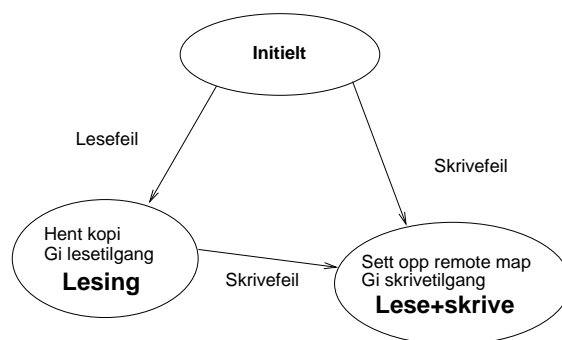 Initielt
Lesefeil
Skrivefeil
Hent kopi
Gi lesetilgang
Lesing
Skrivefeil
Sett opp remote map
Gi skrivetilgang
Lese+skrive